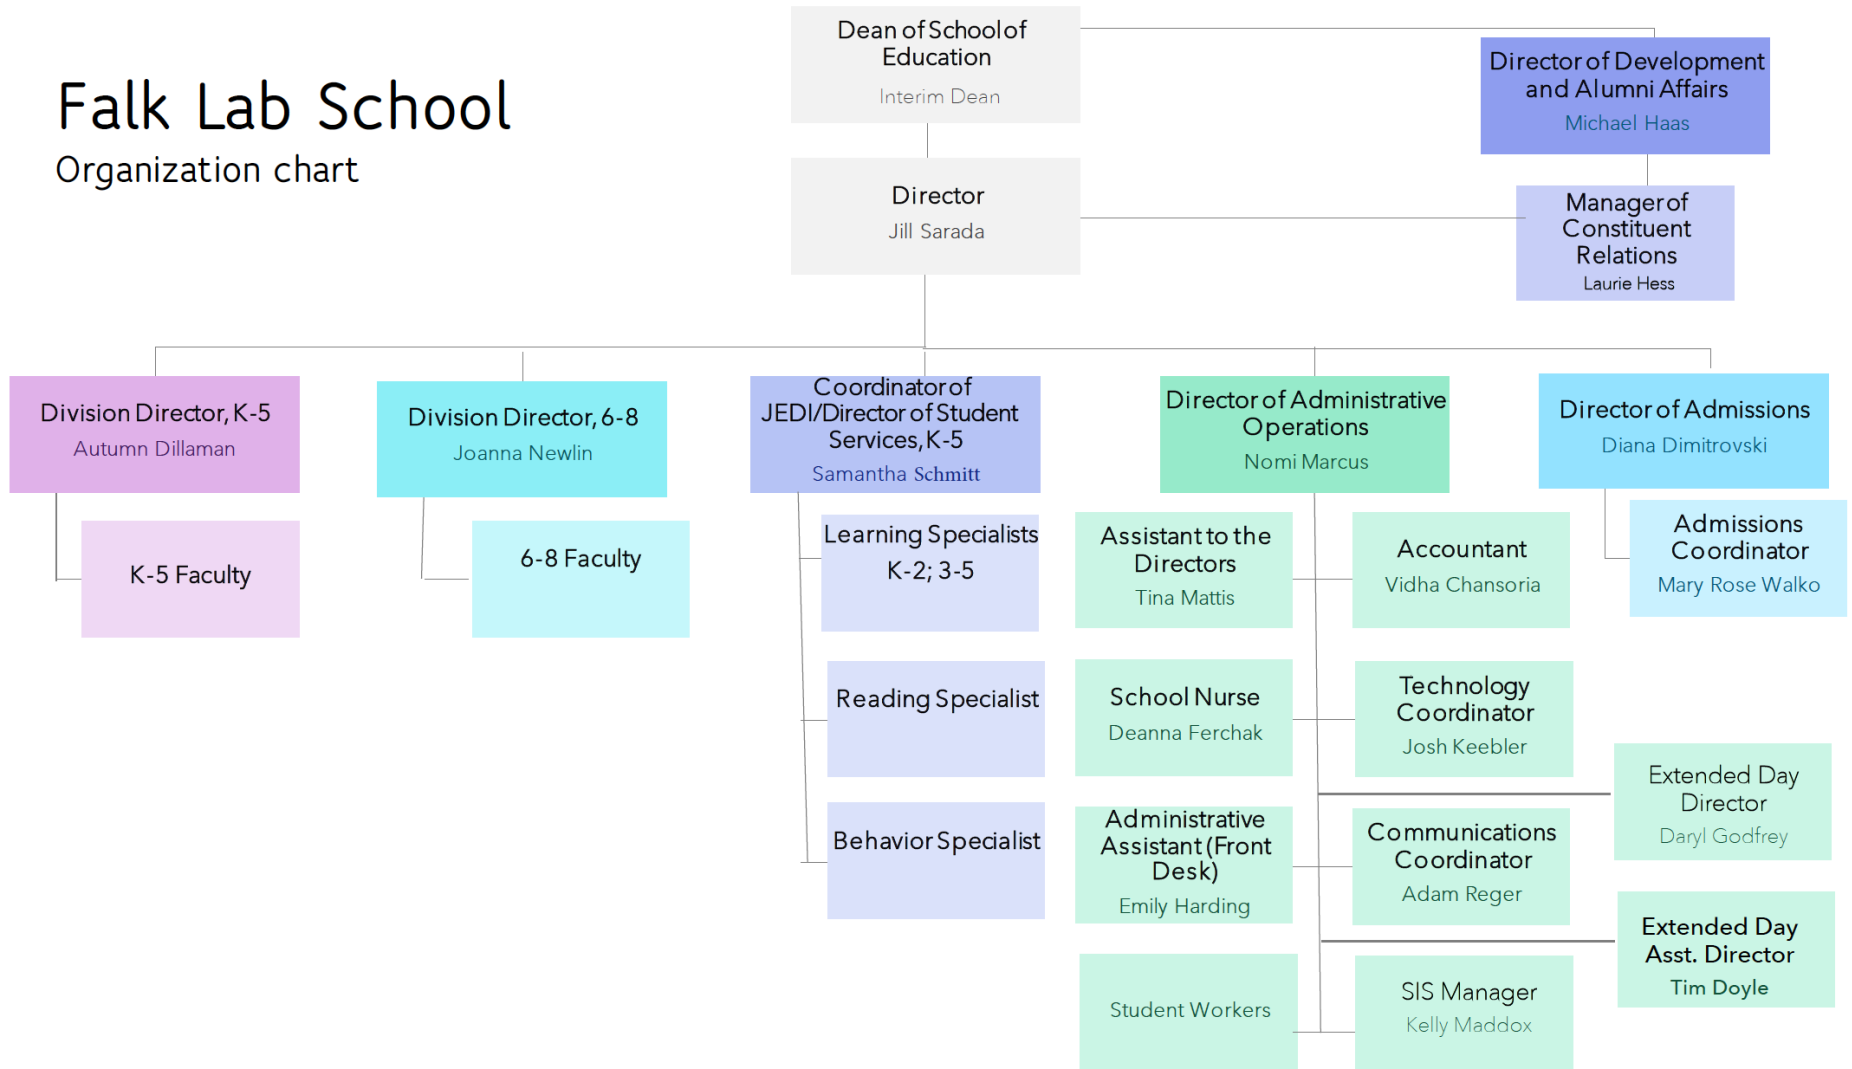 Falk Lab School
Organization chart
Dean of School of
Education
Interim Dean
Director of Development
and Alumni Affairs
Michael Haas
Director
Jill Sarada
Manager of
Constituent
Relations
Laurie Hess
Division Director, K-5
Autumn Dillaman
Division Director, 6-8
Joanna Newlin
Coordinator of
JEDI/Director of Student
Services, K-5
Samantha Schmitt
Director of Administrative
Operations
Nomi Marcus
Director of Admissions
Diana Dimitrovski
K-5 Faculty
6-8 Faculty
Learning Specialists
K-2; 3-5
Reading Specialist
Behavior Specialist
Assistant to the
Directors
Tina Mattis
Accountant
Vidha Chansoria
Admissions
Coordinator
Mary Rose Walko
School Nurse
Deanna Ferchak
Technology
Coordinator
Josh Keebler
Extended Day
Director
Daryl Godfrey
Administrative
Assistant (Front
Desk)
Emily Harding
Communications
Coordinator
Adam Reger
Extended Day
Asst. Director
Tim Doyle
Student Workers
SIS Manager
Kelly Maddox